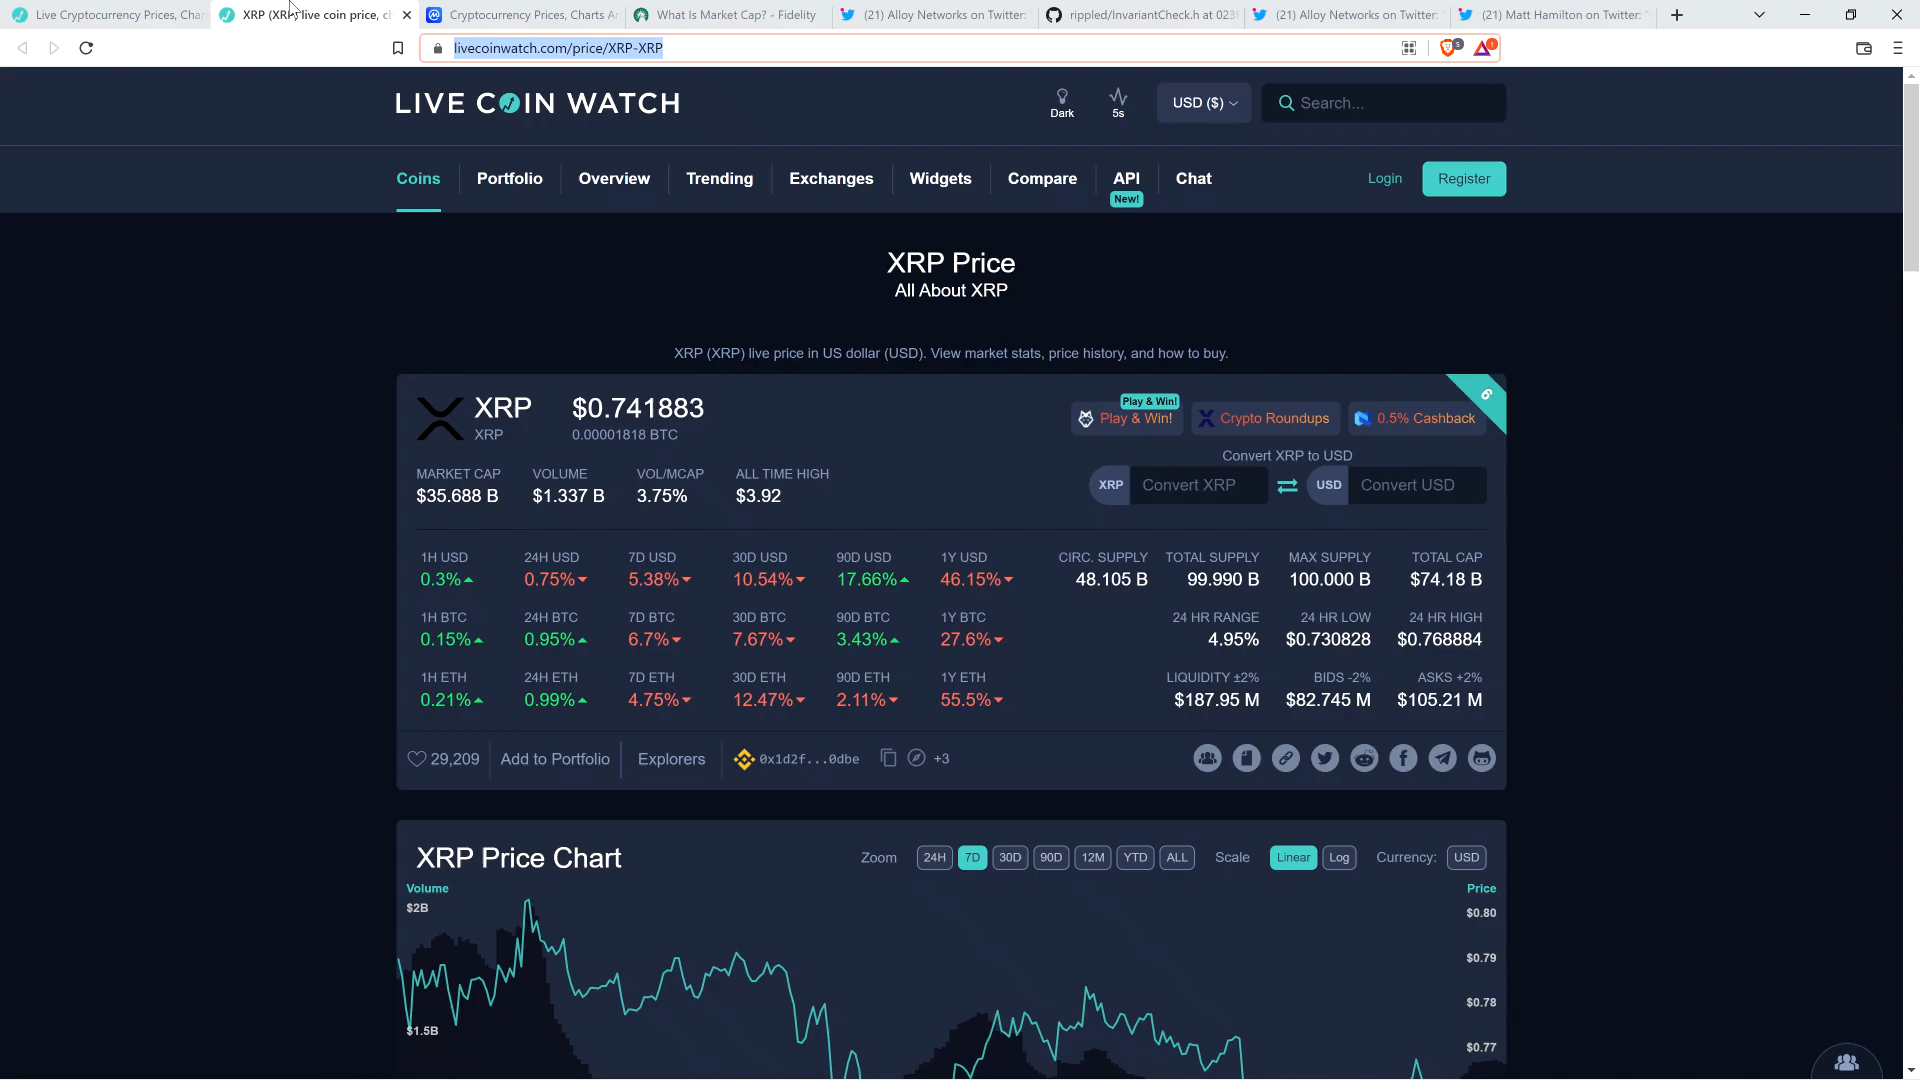 Live Cryptocurrency Prices, Char
XRP (XRP) live coin price, c
Cryptocurrency Prices, Charts A
What Is Market Cap? - Fidelity
(21) Alloy Networks on Twitter:
rippled/InvariantCheck.h at 023
(21) Alloy Networks on Twitter:
(21) Matt Hamilton on Twitter: "
livecoinwatch.com/price/XRP-XRP
5
1
LIVE COIN WATCH
Dark
5s
USD ($)
Search...
Coins
Portfolio
Overview
Trending
Exchanges
Widgets
Compare
API
New!
Chat
Login
Register
XRP Price
All About XRP
XRP (XRP) live price in US dollar (USD). View market stats, price history, and how to buy.
6
XRP
XRP
$0.741883
0.00001818 BTC
Play & Win!
Play & Win!
Crypto Roundups
0.5% Cashback
MARKET CAP VOLUME VOL/MCAP ALL TIME HIGH
$35.688 B $1.337 B 3.75% $3.92
Convert XRP to USD
XRP Convert XRP USD Convert USD
1H USD 24H USD 7D USD 30D USD 90D USD 1Y USD CIRC. SUPPLY TOTAL SUPPLY MAX SUPPLY TOTAL CAP
0.3% 0.75% 5.38% 10.54% 17.66% 46.15% 48.105 B 99.990 B 100.000 B $74.18 B
1H BTC 24H BTC 7D BTC 30D BTC 90D BTC 1Y BTC 24 HR RANGE 24 HR LOW 24 HR HIGH
0.15% 0.95% 6.7% 7.67% 3.43% 27.6% 4.95% $0.730828 $0.768884
1H ETH 24H ETH 7D ETH 30D ETH 90D ETH 1Y ETH LIQUIDITY ±2% BIDS -2% ASKS +2%
0.21% 0.99% 4.75% 12.47% 2.11% 55.5% $187.95 M $82.745 M $105.21 M
29,209 Add to Portfolio Explorers 0x1d2f...0dbe +3
XRP Price Chart
Zoom 24H 7D 30D 90D 12M YTD ALL Scale Linear Log Currency: USD
Volume
Price
$2B
$0.80
$0.79
$0.78
$1.5B
$0.77